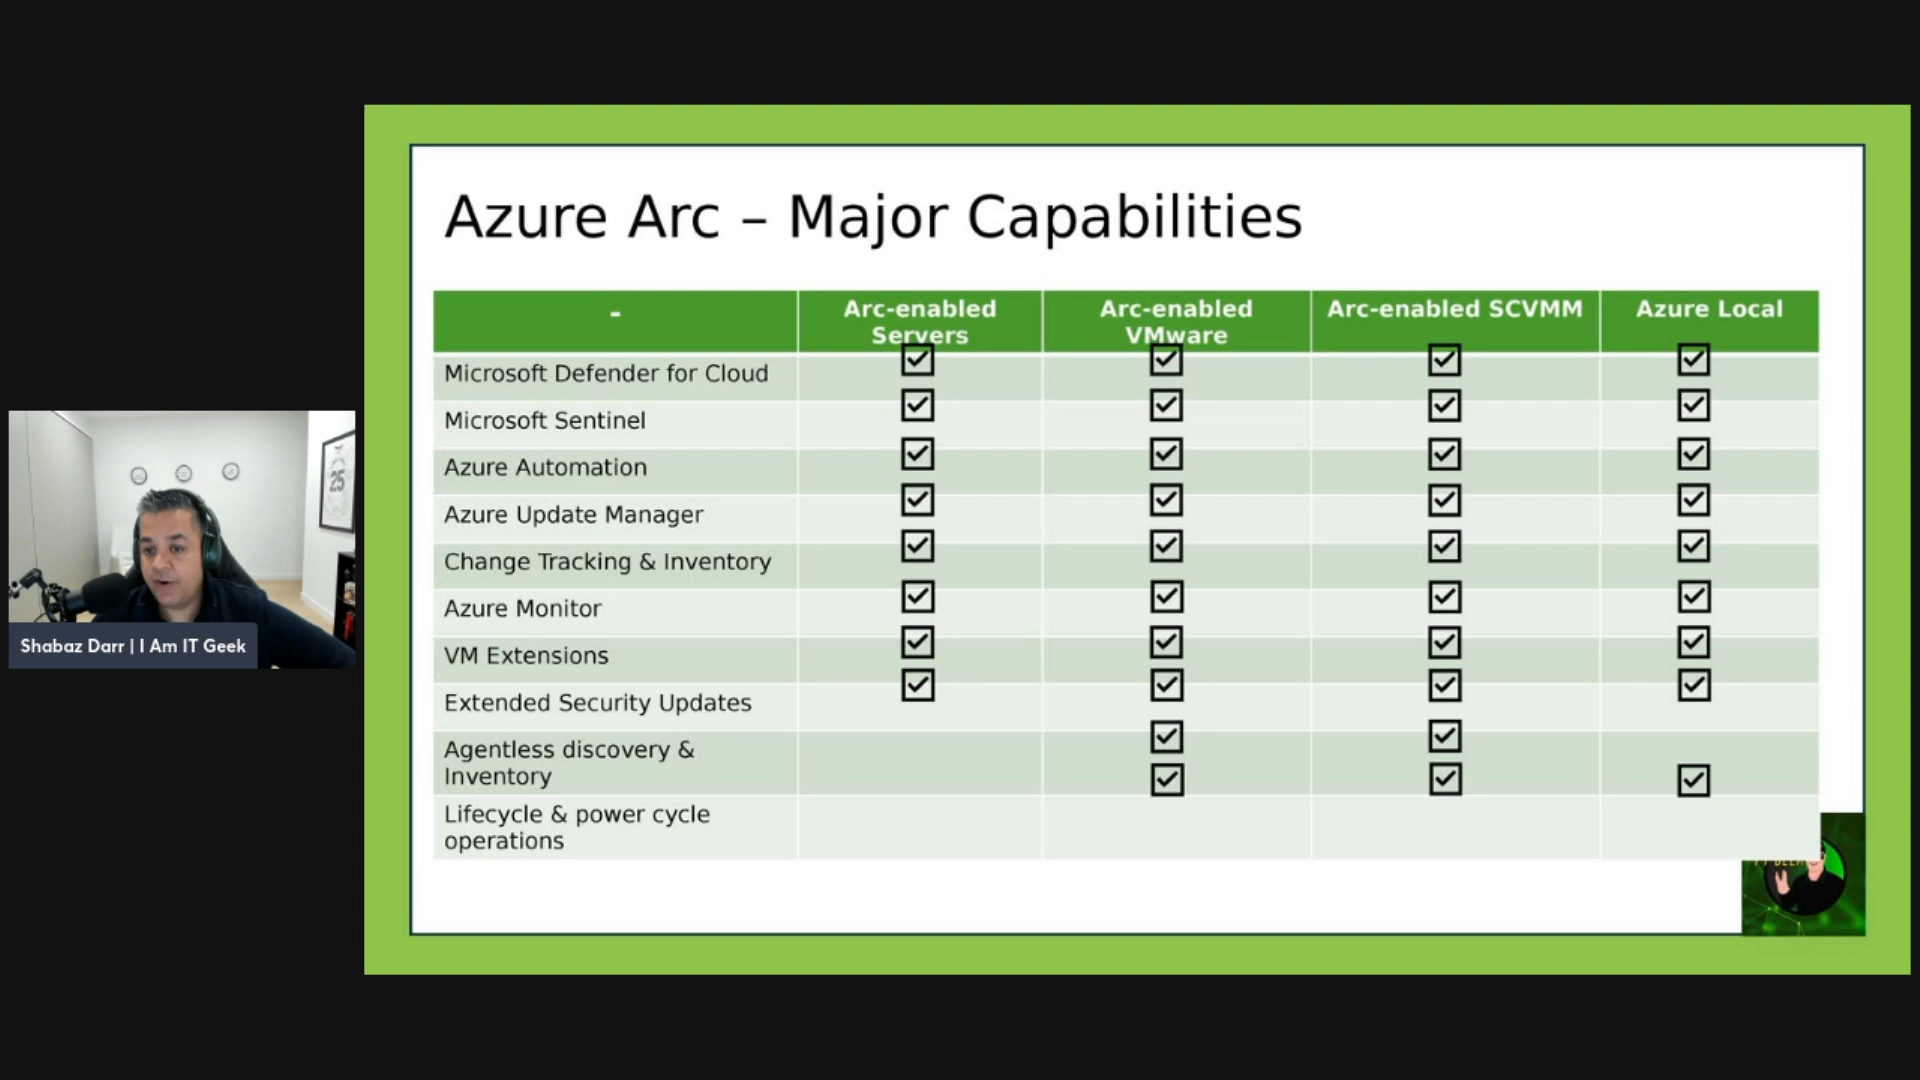 Azure Arc – Major Capabilities
-
Arc-enabled
Servers
Arc-enabled
VMware
Arc-enabled SCVMM
Azure Local
Microsoft Defender for Cloud
Microsoft Sentinel
Azure Automation
Azure Update Manager
Change Tracking & Inventory
Azure Monitor
VM Extensions
Extended Security Updates
Agentless discovery &
Inventory
Lifecycle & power cycle
operations
25
Shabaz Darr | I Am IT Geek